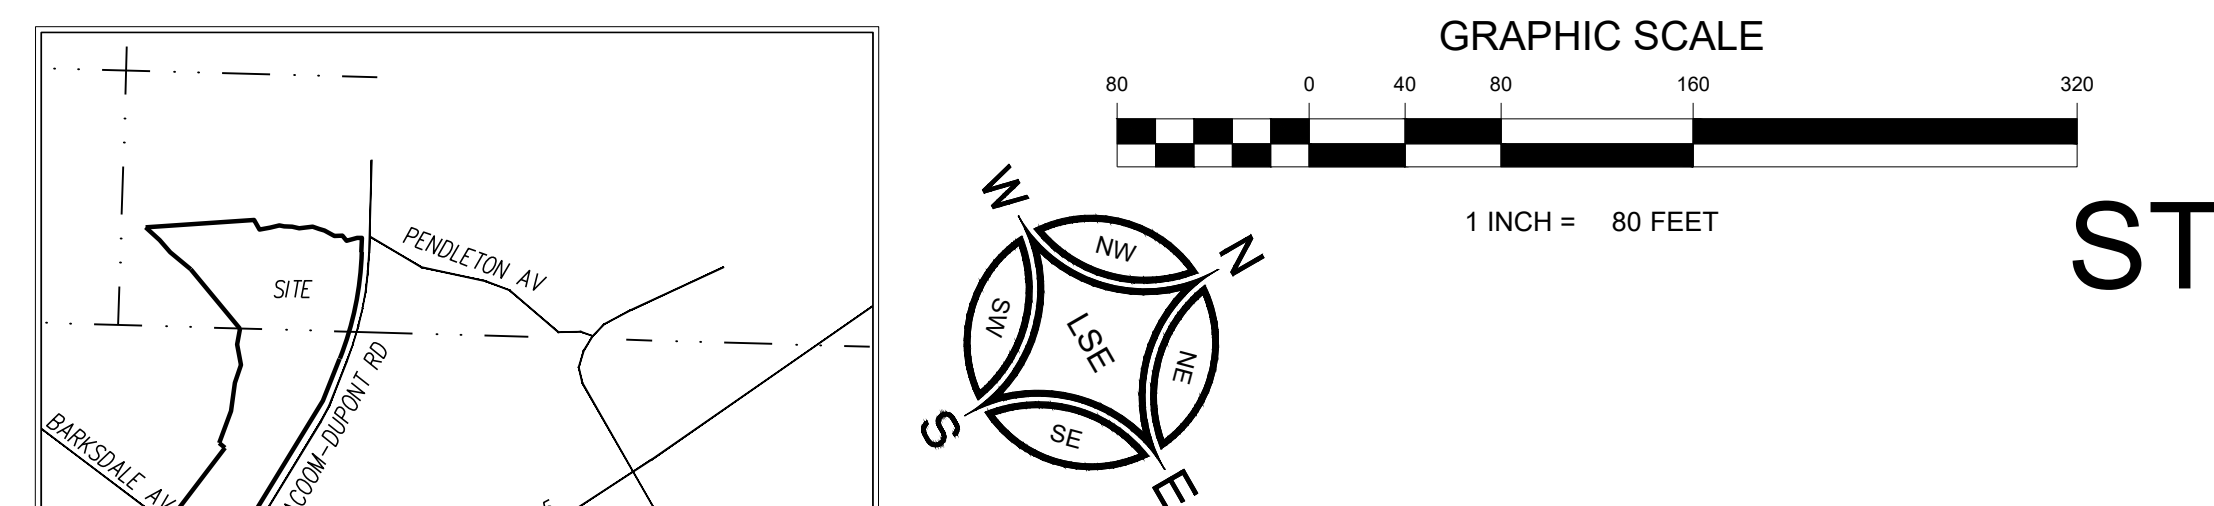 GRAPHIC SCALE
80 0 40 80 160 320
1 INCH = 80 FEET
ST
W
N
NW
SW
LSE
NE
S
SE
E
PENDLETON AV
SITE
ACOOM-DUPONT RD
BARKSDALE AV